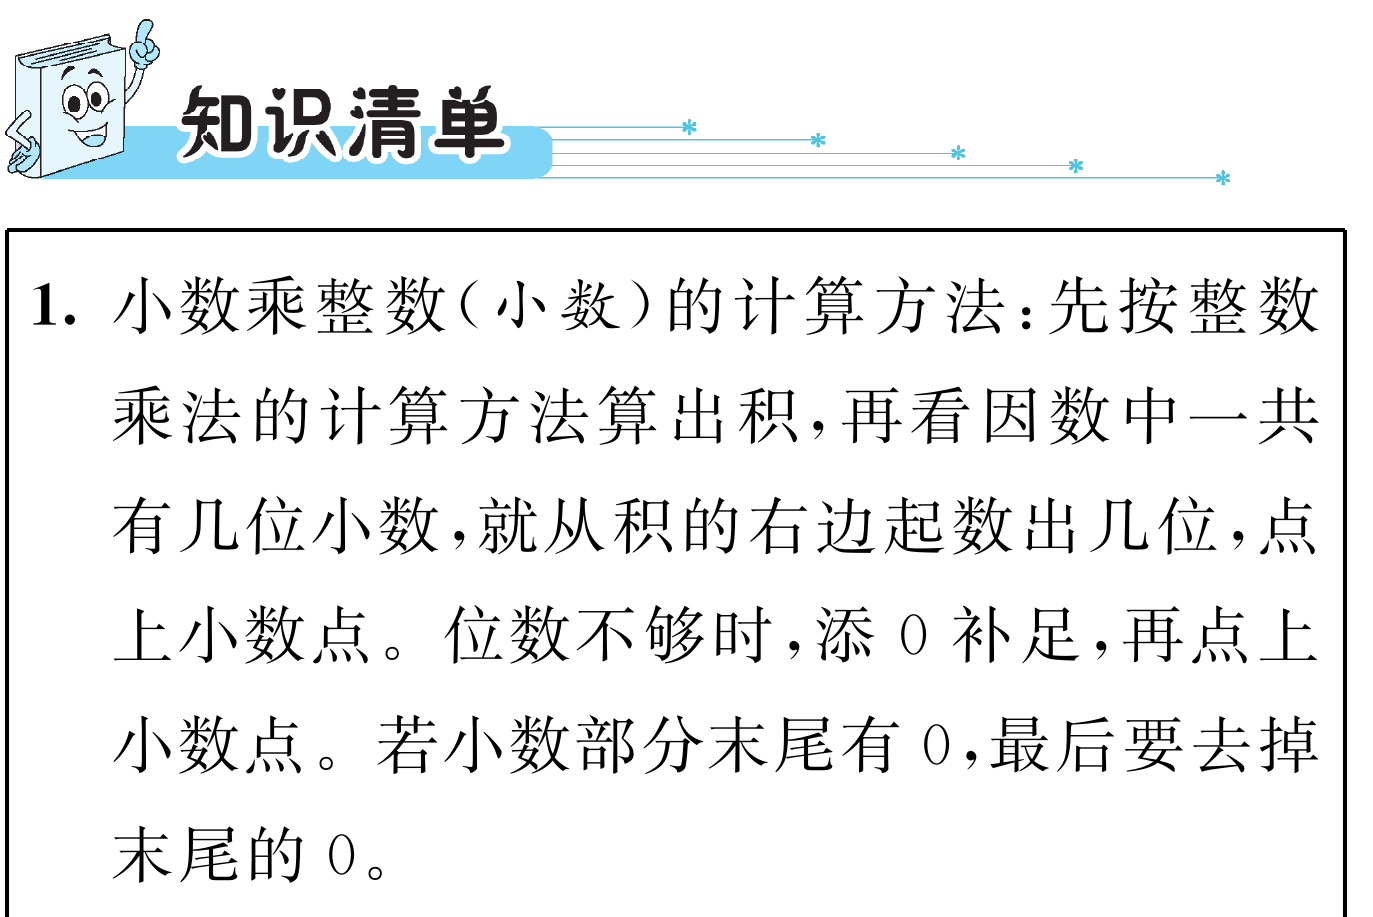 知识清单
1. 小数乘整数(小数)的计算方法:先按整数
乘法的计算方法算出积,再看因数中一共
有几位小数,就从积的右边起数出几位,点
上小数点。位数不够时,添 0 补足,再点上
小数点。若小数部分末尾有 0,最后要去掉
末尾的 0。